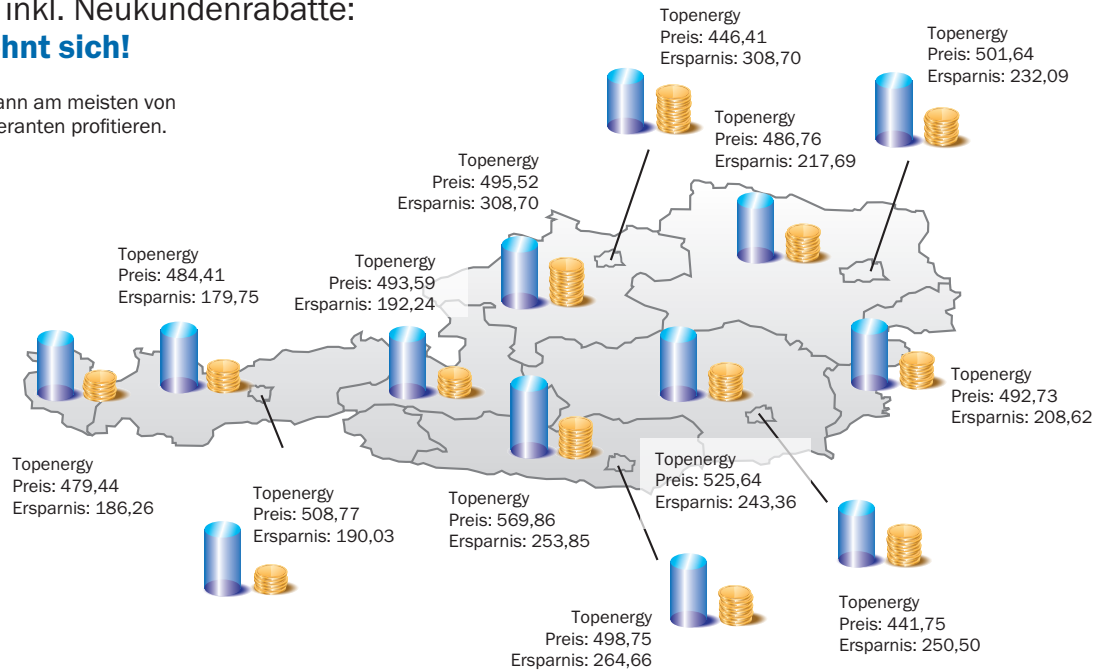 inkl. Neukundenrabatte:
hnt sich!
ann am meisten von
eranten profitieren.
Topenergy
Preis: 446,41
Ersparnis: 308,70
Topenergy
Preis: 501,64
Ersparnis: 232,09
Topenergy
Preis: 486,76
Ersparnis: 217,69
Topenergy
Preis: 495,52
Ersparnis: 308,70
Topenergy
Preis: 484,41
Ersparnis: 179,75
Topenergy
Preis: 493,59
Ersparnis: 192,24
Topenergy
Preis: 492,73
Ersparnis: 208,62
Topenergy
Preis: 479,44
Ersparnis: 186,26
Topenergy
Preis: 508,77
Ersparnis: 190,03
Topenergy
Preis: 569,86
Ersparnis: 253,85
Topenergy
Preis: 525,64
Ersparnis: 243,36
Topenergy
Preis: 498,75
Ersparnis: 264,66
Topenergy
Preis: 441,75
Ersparnis: 250,50